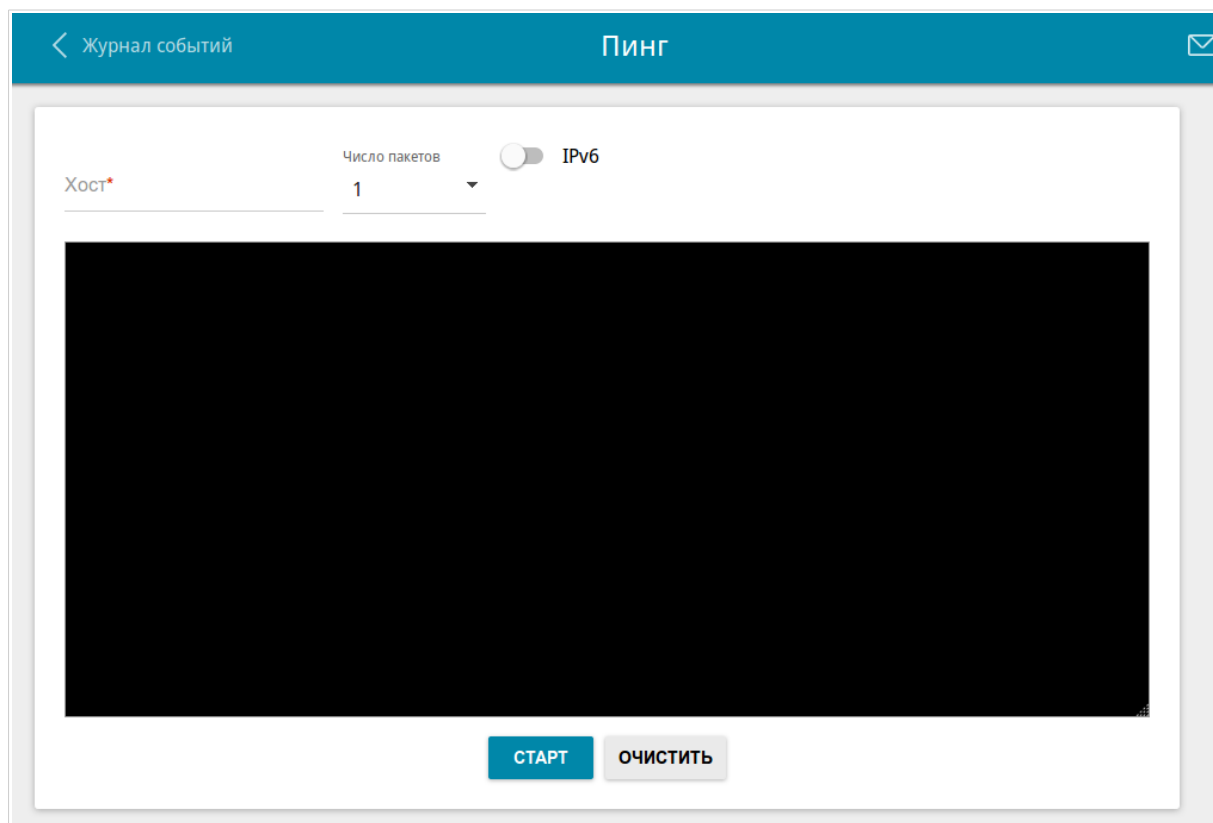 Журнал событий
Пинг
Число пакетов
IPv6
Хост*
1
СТАРТ
ОЧИСТИТЬ